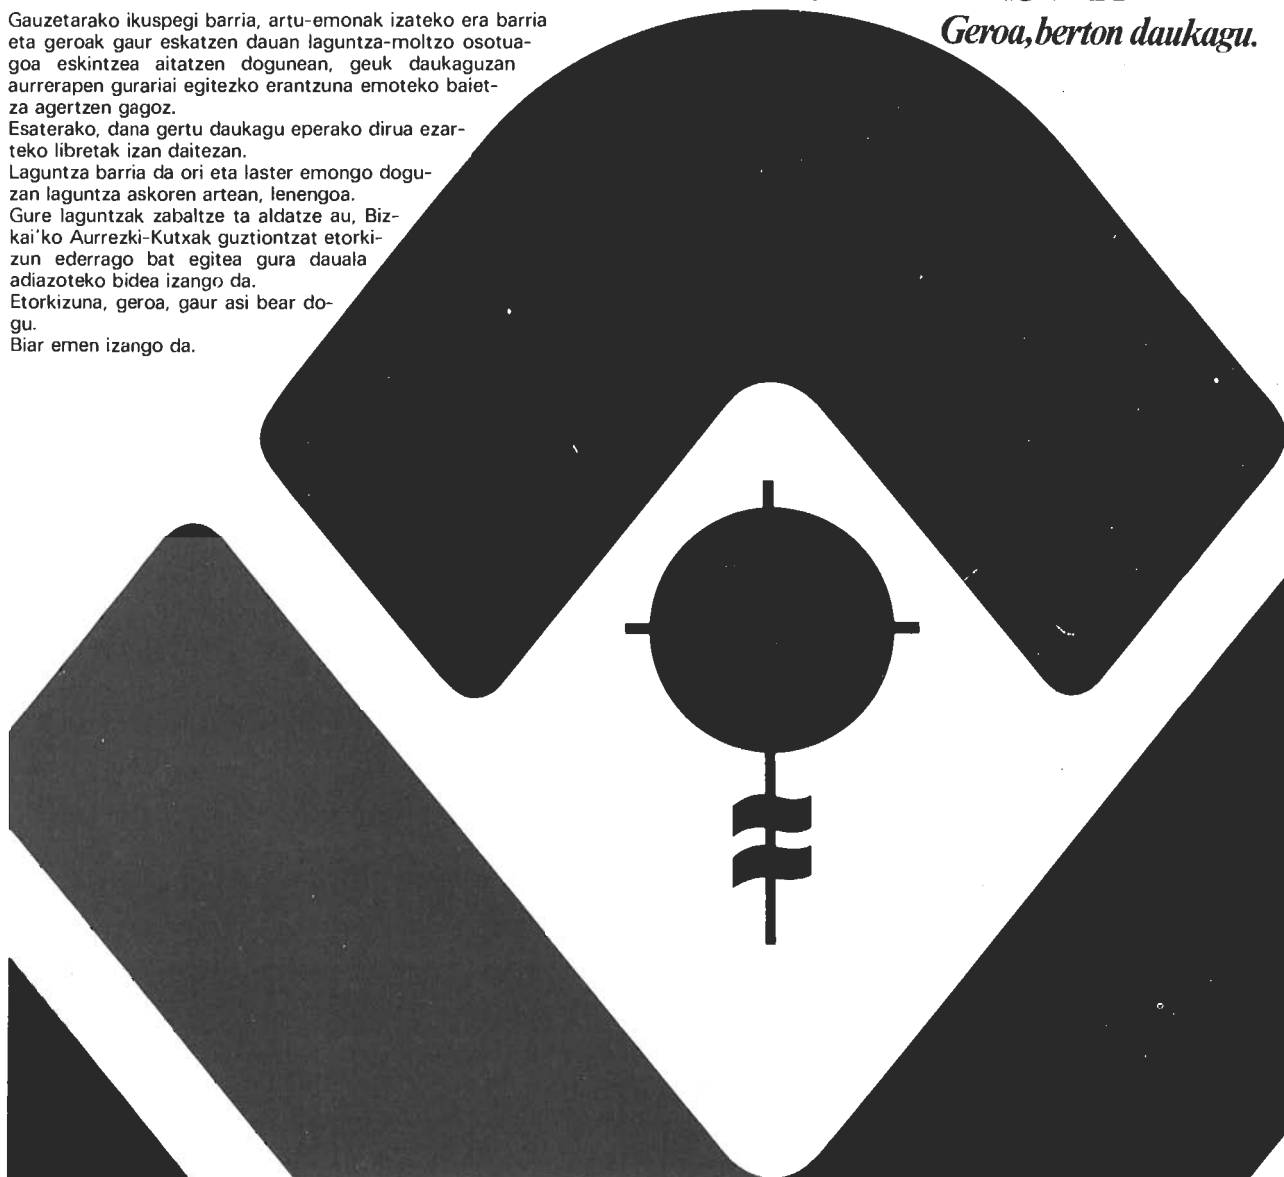 Gauzetarako ikuspegi barria, artu-emonak izateko era barria
eta geroak gaur eskatzen dauan laguntza-moltzo osotua-
goa eskintzea aitatzen dogunean, geuk daukaguzan
aurrerapen gurariai egitezko erantzuna emoteko baiet-
za agertzen gagoz.
Esaterako, dana gertu daukagu eperako dirua ezar-
teko libretak izan daitezan.
Laguntza barria da ori eta laster emongo dogu-
zan laguntza askoren artean, lenengoa.
Gure laguntzak zabaltze ta aldatze au, Biz-
kai'ko Aurrezki-Kutxak guztiontzat etorki-
zun ederrago bat egitea gura dauala
adiazoteko bidea izango da.
Etorkizuna, geroa, gaur asi bear do-
gu.
Biar emen izango da.
Geroa, berton daukagu.